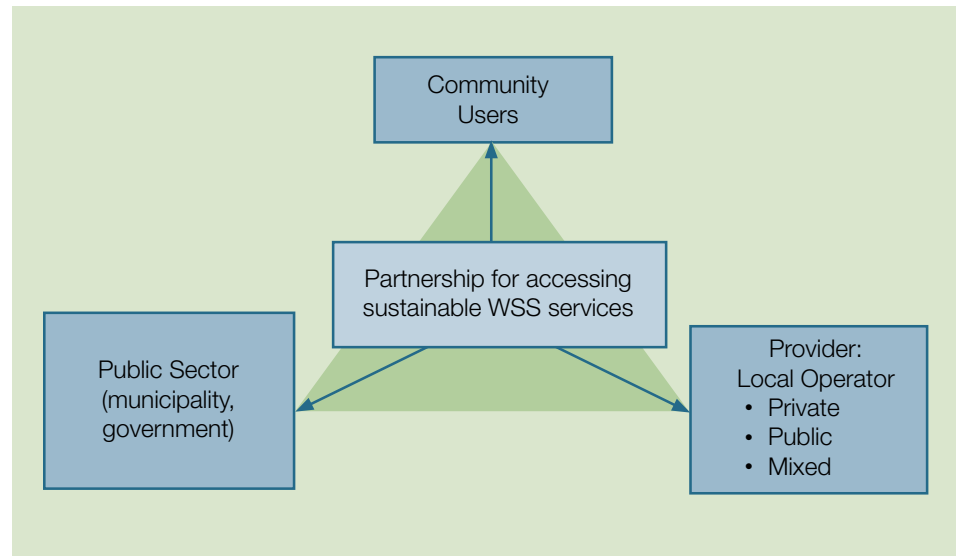 Community
Users
Partnership for accessing
sustainable WSS services
Public Sector
(municipality,
government)
Provider:
Local Operator
• Private
• Public
• Mixed